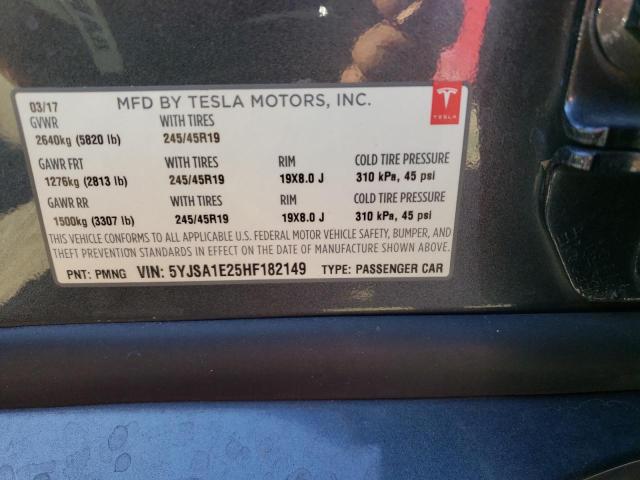 03/17 MFD BY TESLA MOTORS, INC.
TESLA
GVWR WITH TIRES
2640kg (5820 lb) 245/45R19
GAWR FRT WITH TIRES RIM COLD TIRE PRESSURE
1276kg (2813 lb) 245/45R19 19X8.0 J 310 kPa, 45 psi
GAWR RR WITH TIRES RIM COLD TIRE PRESSURE
1500kg (3307 lb) 245/45R19 19X8.0 J 310 kPa, 45 psi
THIS VEHICLE CONFORMS TO ALL APPLICABLE U.S. FEDERAL MOTOR VEHICLE SAFETY, BUMPER, AND
THEFT PREVENTION STANDARDS IN EFFECT ON THE DATE OF MANUFACTURE SHOWN ABOVE.
PNT: PMNG VIN: 5YJSA1E25HF182149 TYPE: PASSENGER CAR